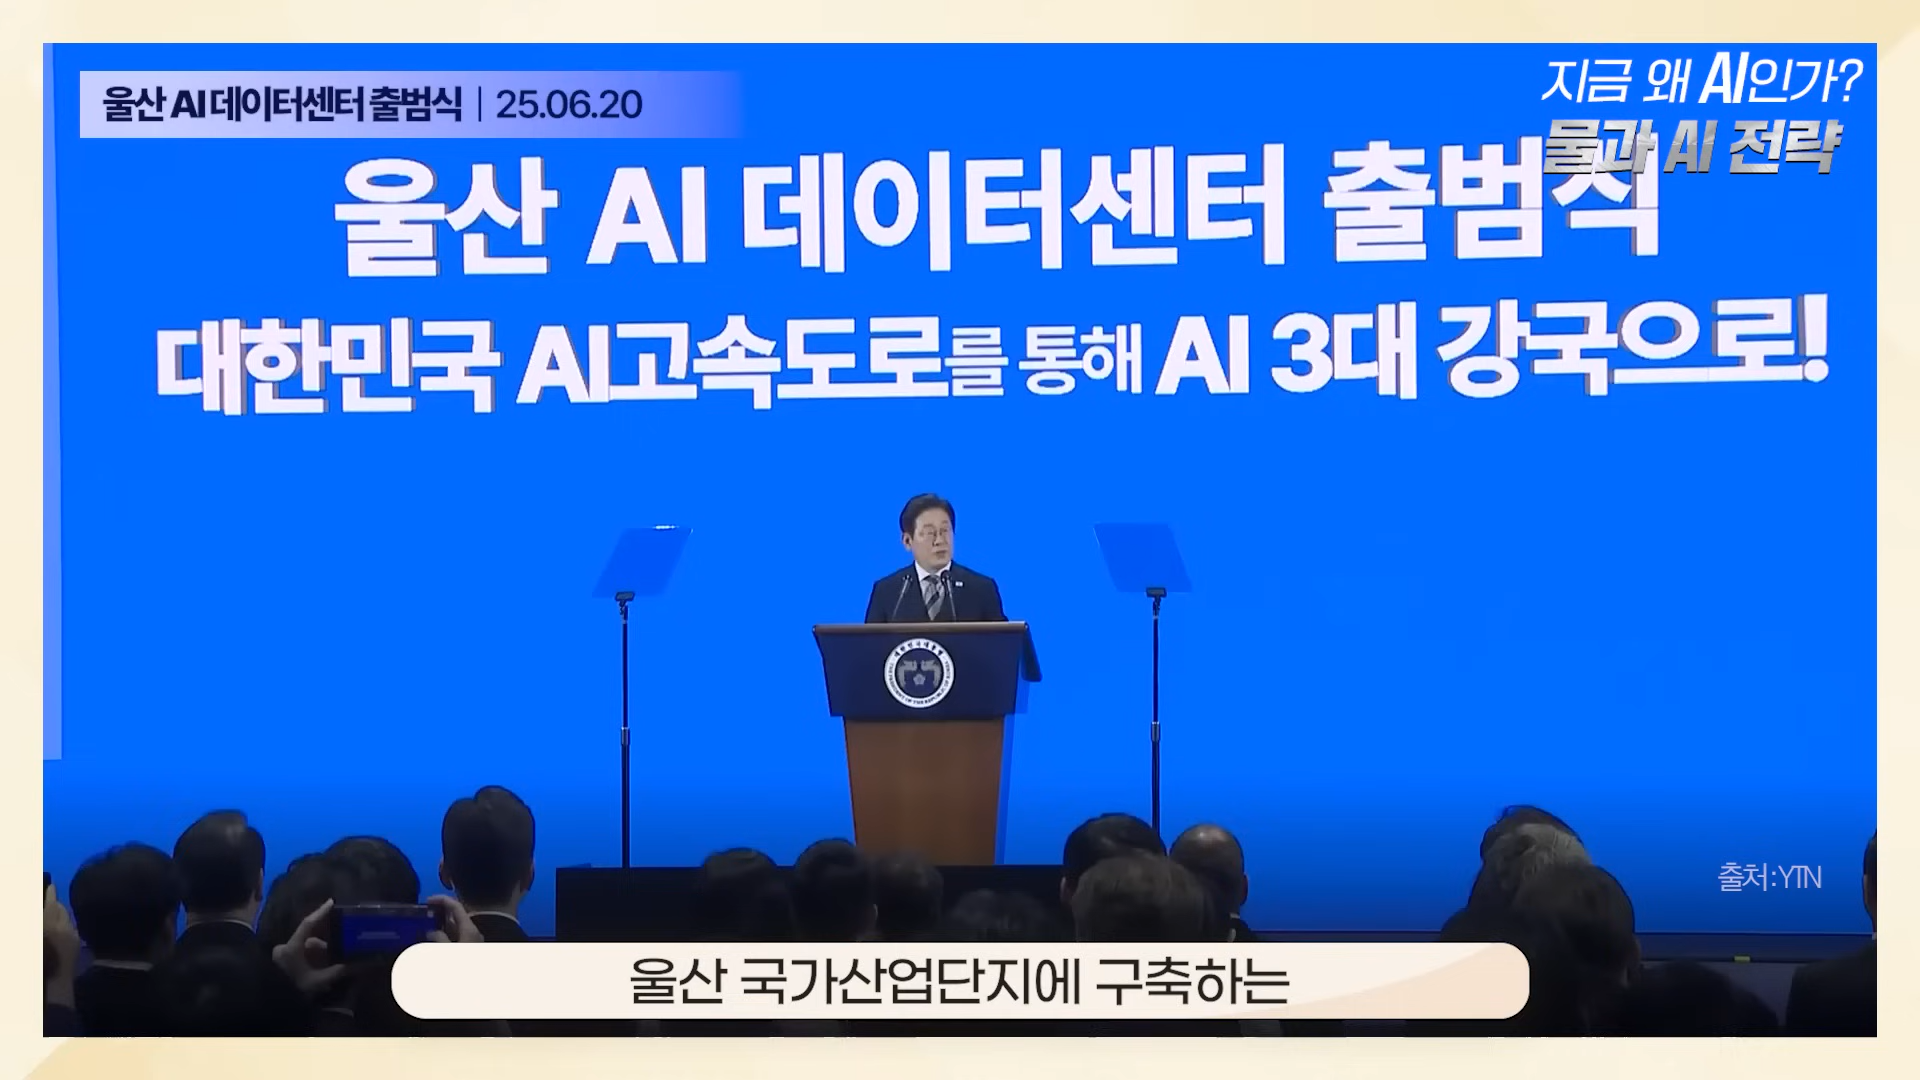 울산 AI 데이터센터 출범식 | 25.06.20
지금 왜 AI인가?
물과 AI 전략
울산 AI 데이터센터 출범식
대한민국 AI고속도로를 통해 AI 3대 강국으로!
출처:YTN
울산 국가산업단지에 구축하는